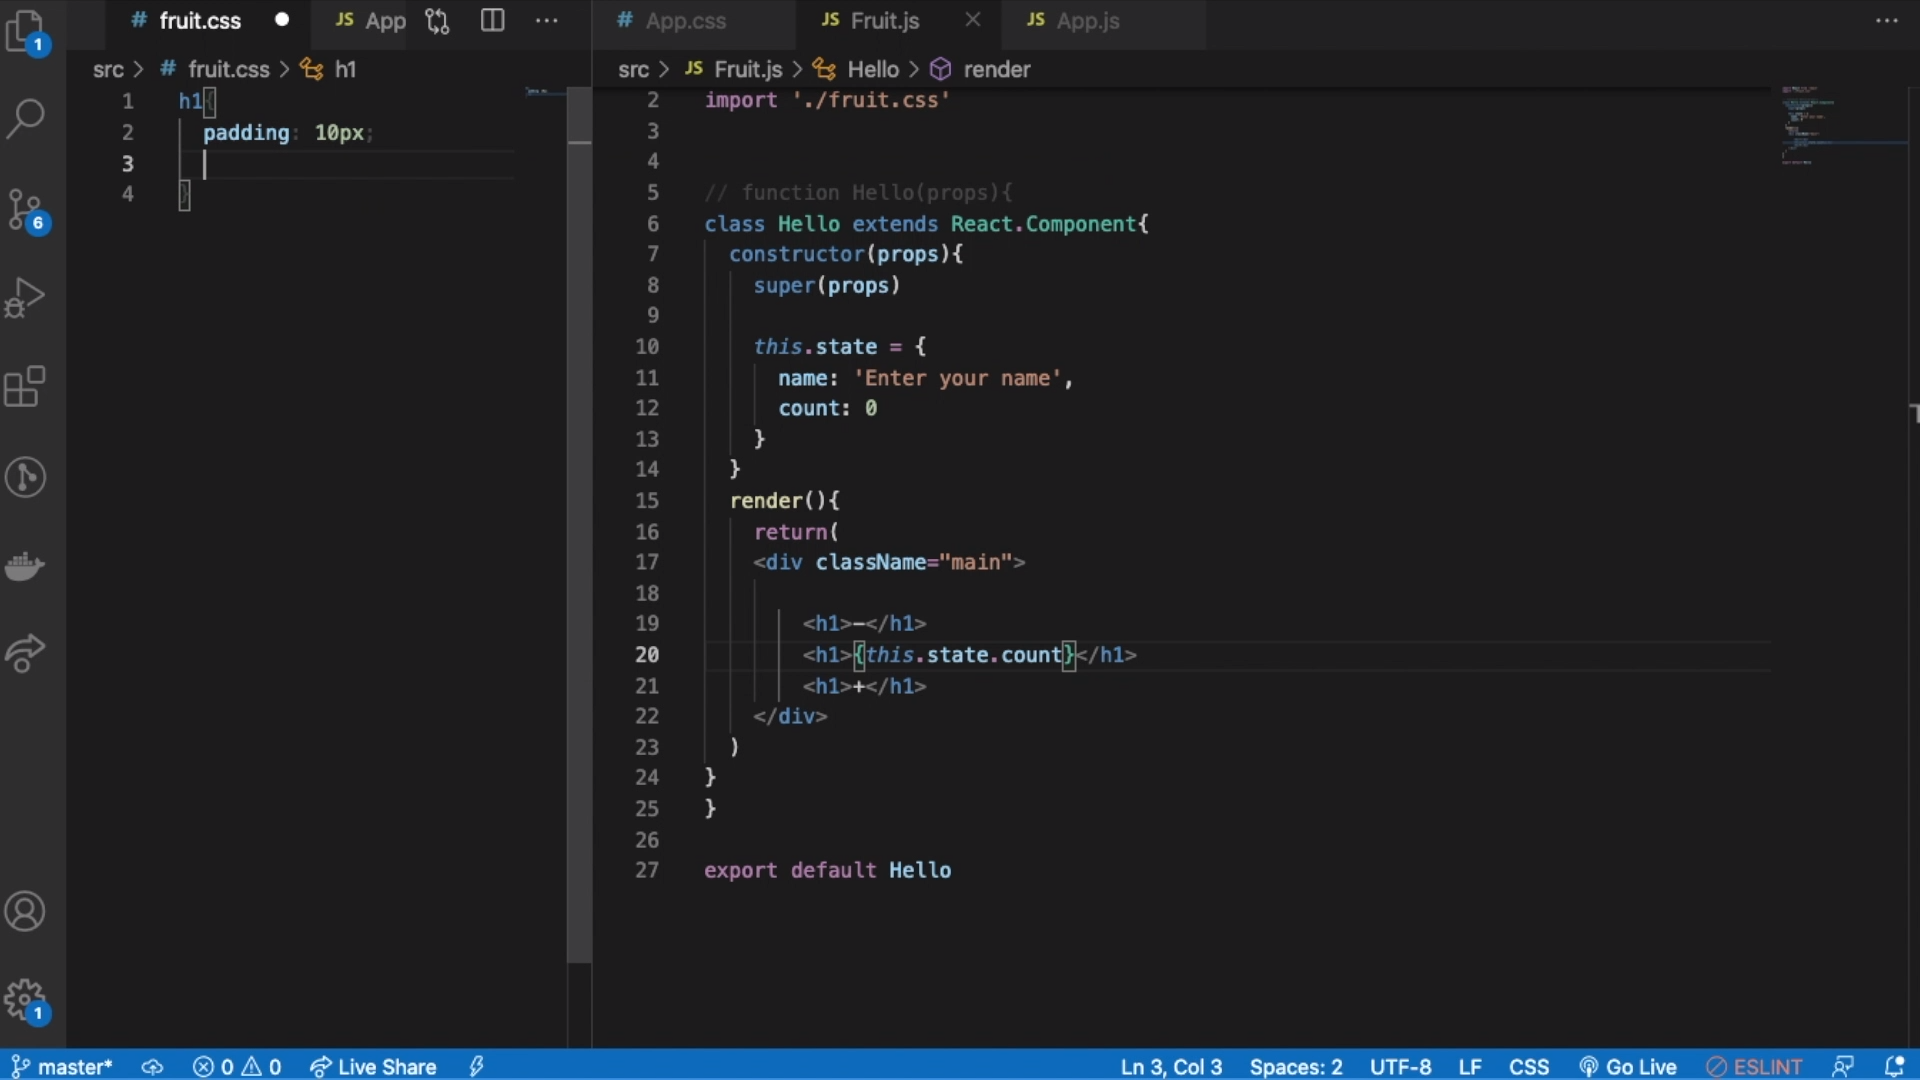 # fruit.css
JS App
···
# App.css
JS Fruit.js
JS App.js
···
1
src > # fruit.css > h1
src > JS Fruit.js > Hello > render
1 h1{
2 padding: 10px;
3
4 }
2 import './fruit.css'
3
4
5 // function Hello(props){
6 class Hello extends React.Component{
7 constructor(props){
8 super(props)
9
10 this.state = {
11 name: 'Enter your name',
12 count: 0
13 }
14 }
15 render(){
16 return(
17 <div className="main">
18
19 <h1>-</h1>
20 <h1>{this.state.count}</h1>
21 <h1>+</h1>
22 </div>
23 )
24 }
25 }
26
27 export default Hello
6
1
master* 0 0 Live Share Ln 3, Col 3 Spaces: 2 UTF-8 LF CSS Go Live ESLINT